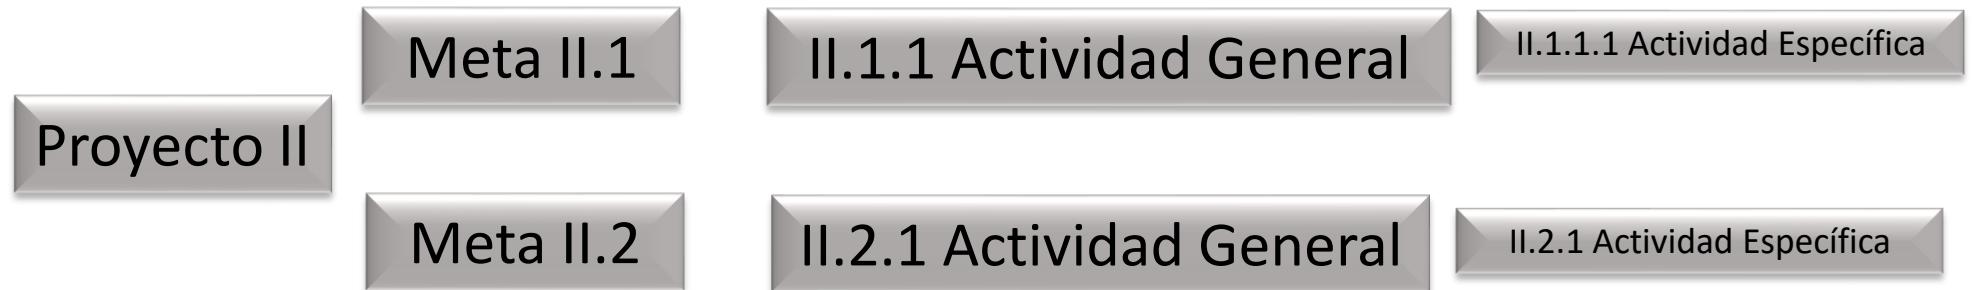 Proyecto II
Meta II.1
II.1.1 Actividad General
II.1.1.1 Actividad Específica
Meta II.2
II.2.1 Actividad General
II.2.1 Actividad Específica